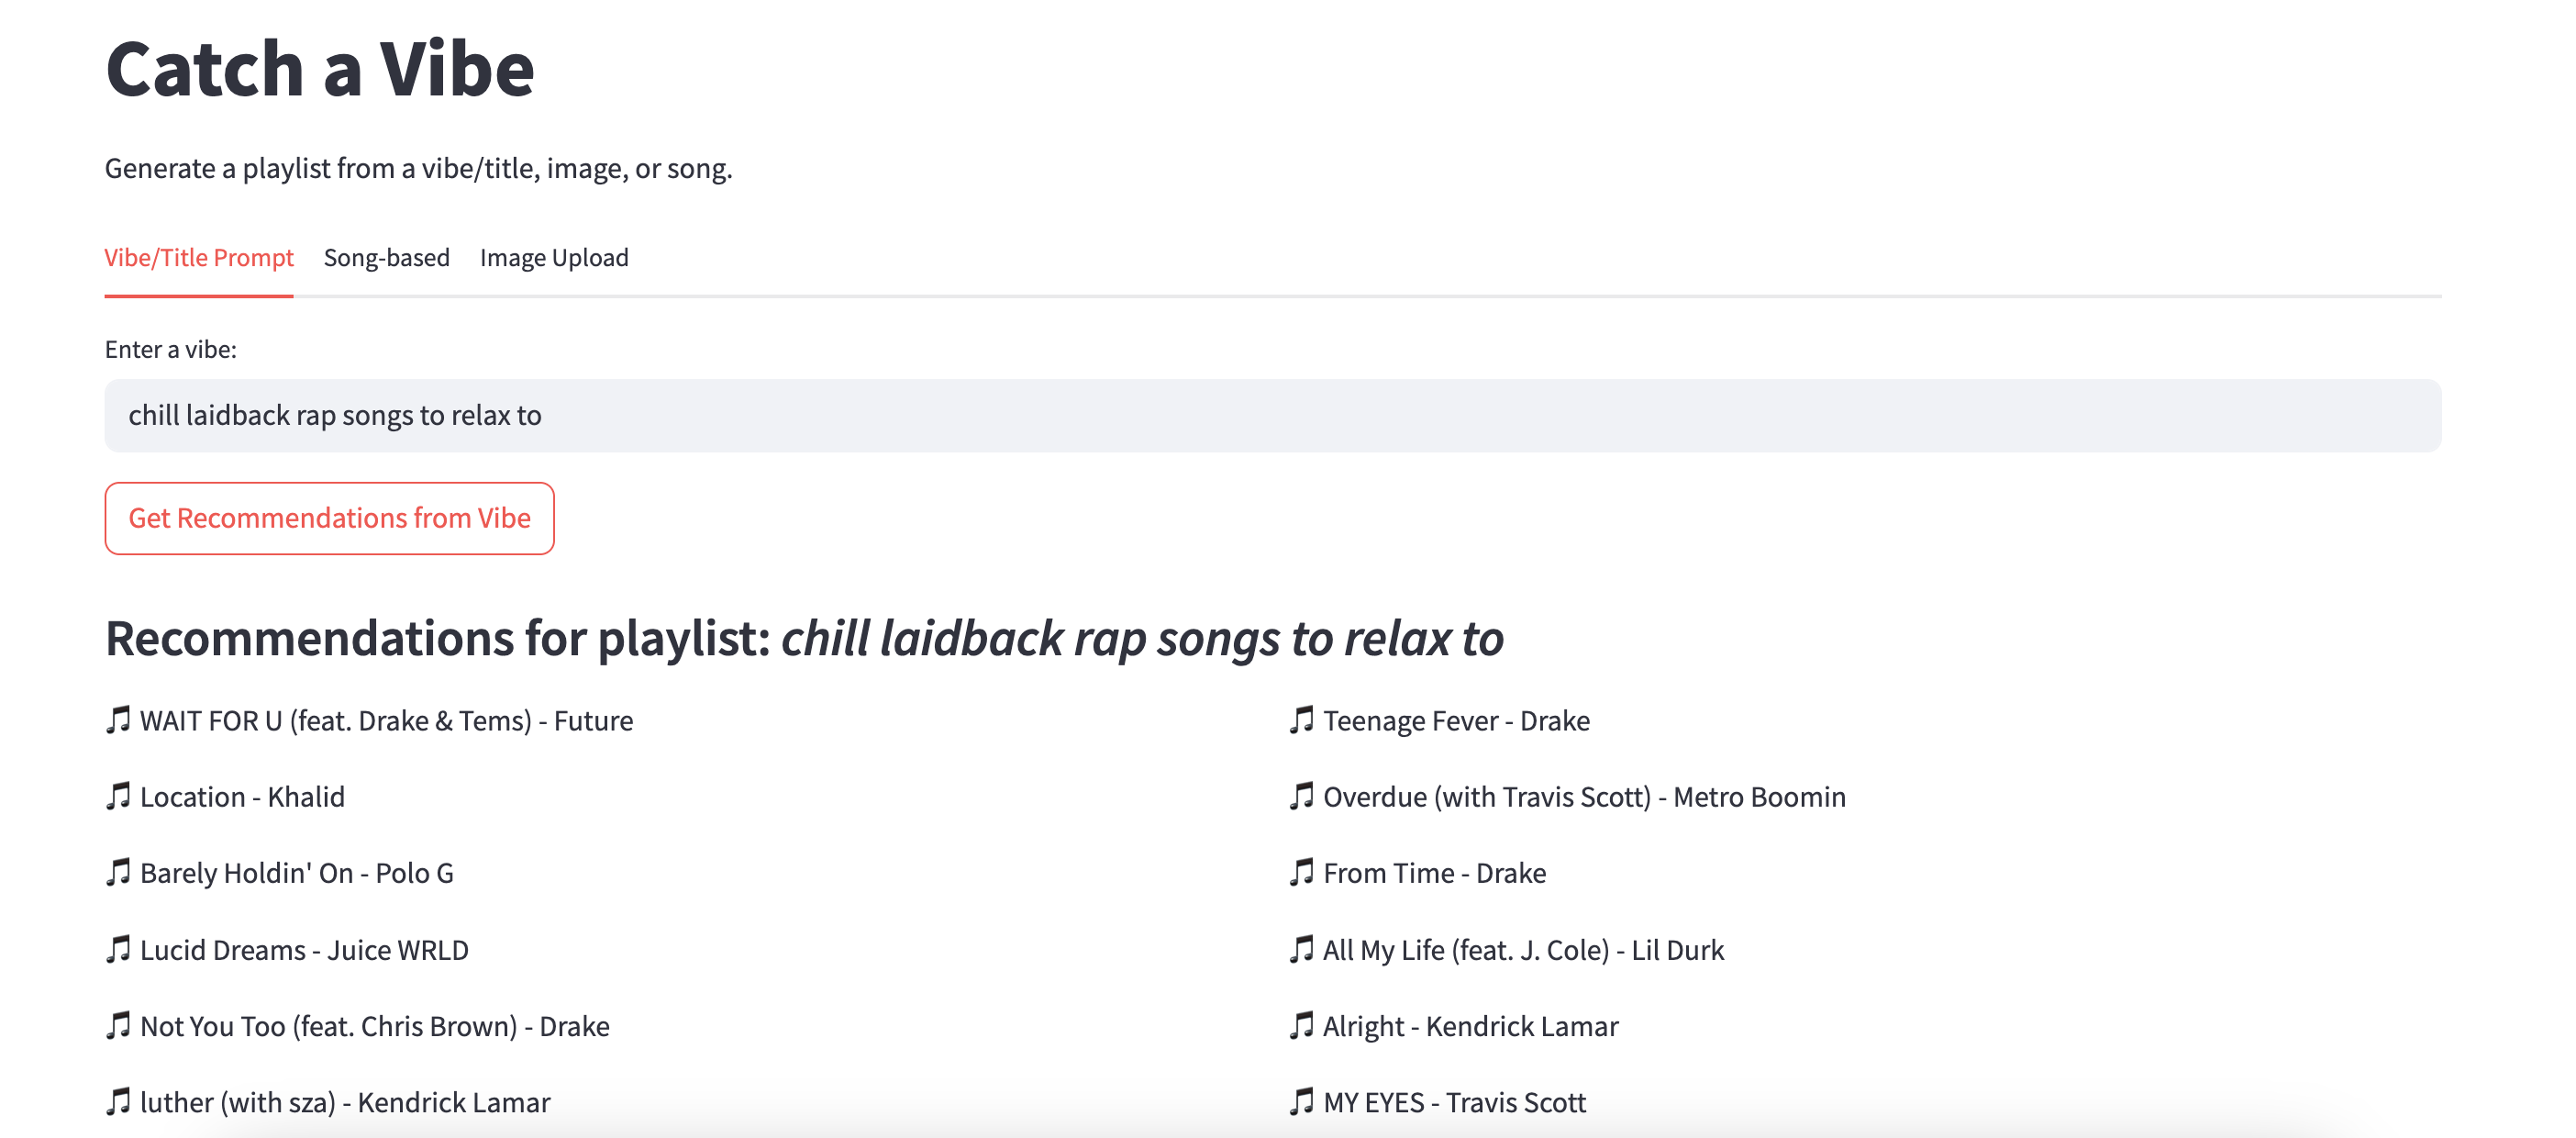 Catch a Vibe
Generate a playlist from a vibe/title, image, or song.
Vibe/Title Prompt Song-based Image Upload
Enter a vibe:
chill laidback rap songs to relax to
Get Recommendations from Vibe
Recommendations for playlist: chill laidback rap songs to relax to
WAIT FOR U (feat. Drake & Tems) - Future
Location - Khalid
Barely Holdin' On - Polo G
Lucid Dreams - Juice WRLD
Not You Too (feat. Chris Brown) - Drake
luther (with sza) - Kendrick Lamar
Teenage Fever - Drake
Overdue (with Travis Scott) - Metro Boomin
From Time - Drake
All My Life (feat. J. Cole) - Lil Durk
Alright - Kendrick Lamar
MY EYES - Travis Scott